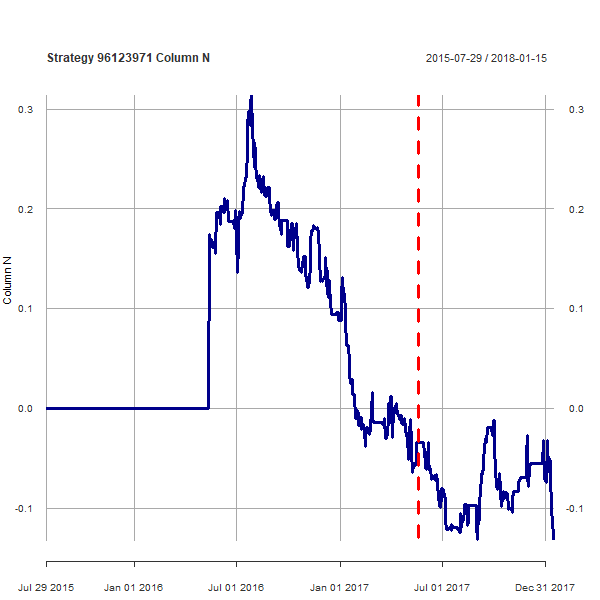 Strategy 96123971 Column N
2015-07-29 / 2018-01-15
0.3
0.3
0.2
0.2
Column N
0.1
0.1
0.0
0.0
-0.1
-0.1
Jul 29 2015
Jan 01 2016
Jul 01 2016
Jan 01 2017
Jul 01 2017
Dec 31 2017